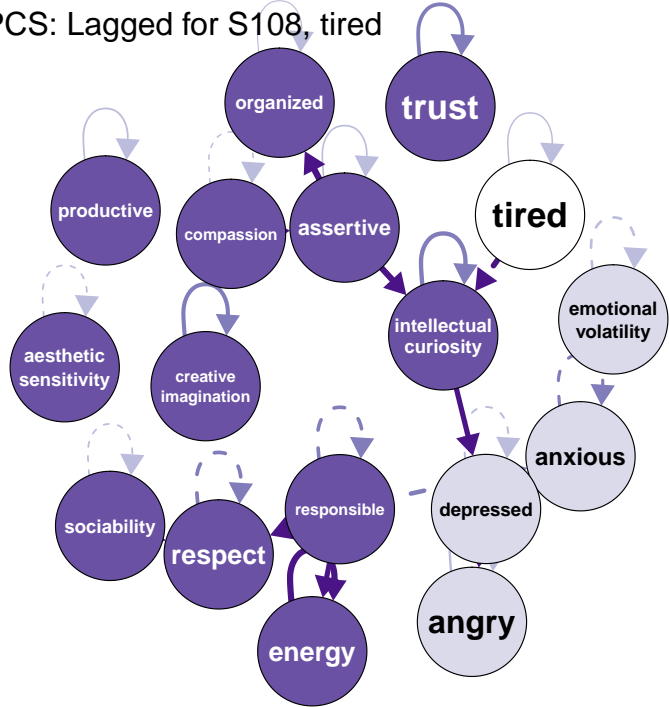 PCS: Lagged for S108, tired
organized
trust
productive
compassion
assertive
tired
aesthetic
sensitivity
creative
imagination
intellectual
curiosity
emotional
volatility
anxious
sociability
respect
responsible
depressed
energy
angry